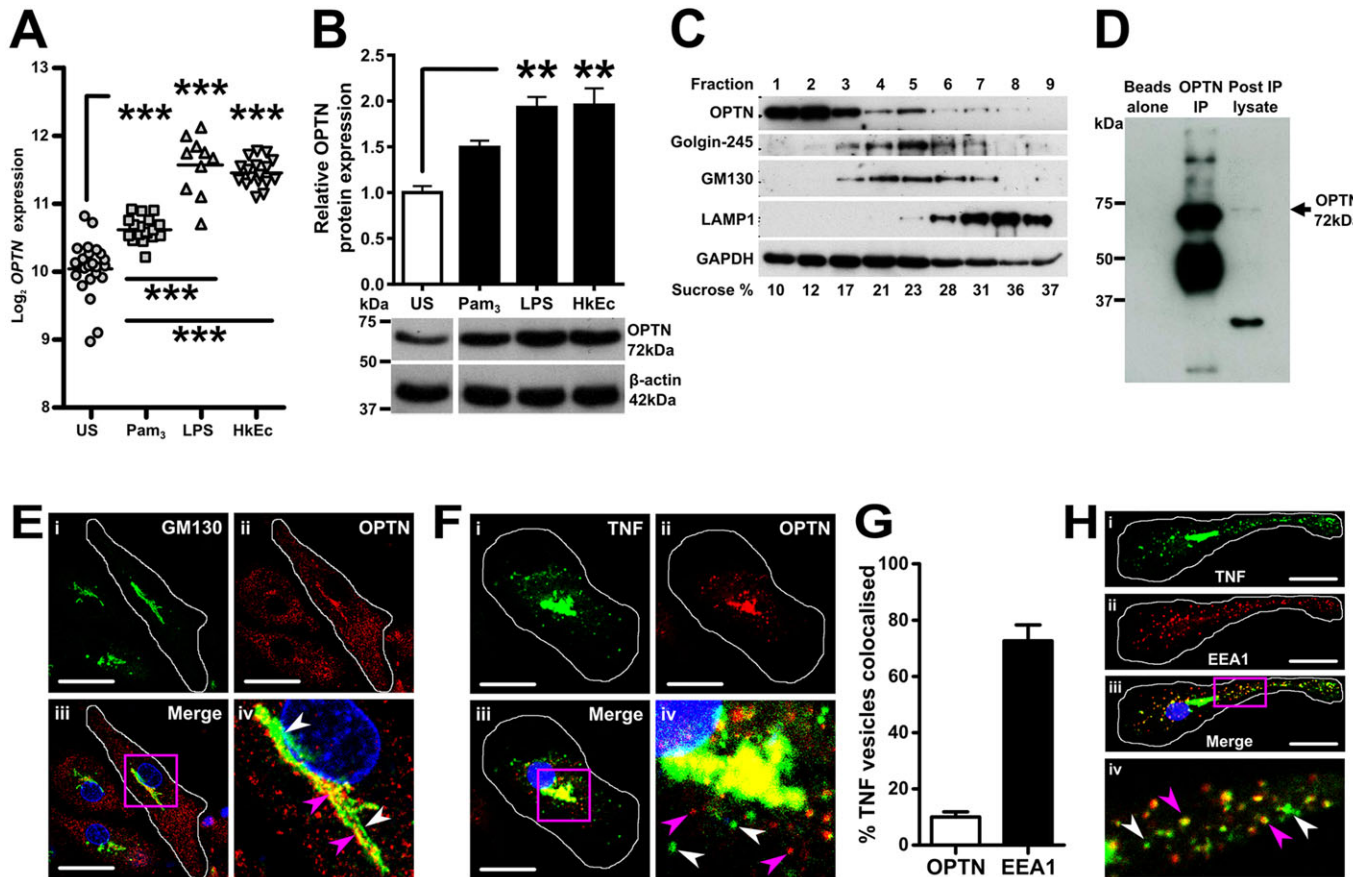 A
Log2 OPTN expression
13
12
11
10
9
8
***
***
***
***
***
US Pam3 LPS HkEc
B
Relative OPTN
protein expression
2.5
2.0
1.5
1.0
0.5
0.0
** **
kDa US Pam3 LPS HkEc
75
50
37
OPTN
72kDa
β-actin
42kDa
C
Fraction 1 2 3 4 5 6 7 8 9
OPTN
Golgin-245
GM130
LAMP1
GAPDH
Sucrose % 10 12 17 21 23 28 31 36 37
D
Beads alone OPTN IP Post IP lysate
kDa
75
50
37
OPTN
72kDa
E
i GM130
ii OPTN
iii Merge
iv
F
i TNF
ii OPTN
iii Merge
iv
G
% TNF vesicles colocalised
100
80
60
40
20
0
OPTN EEA1
H
i
TNF
ii
EEA1
iii
Merge
iv